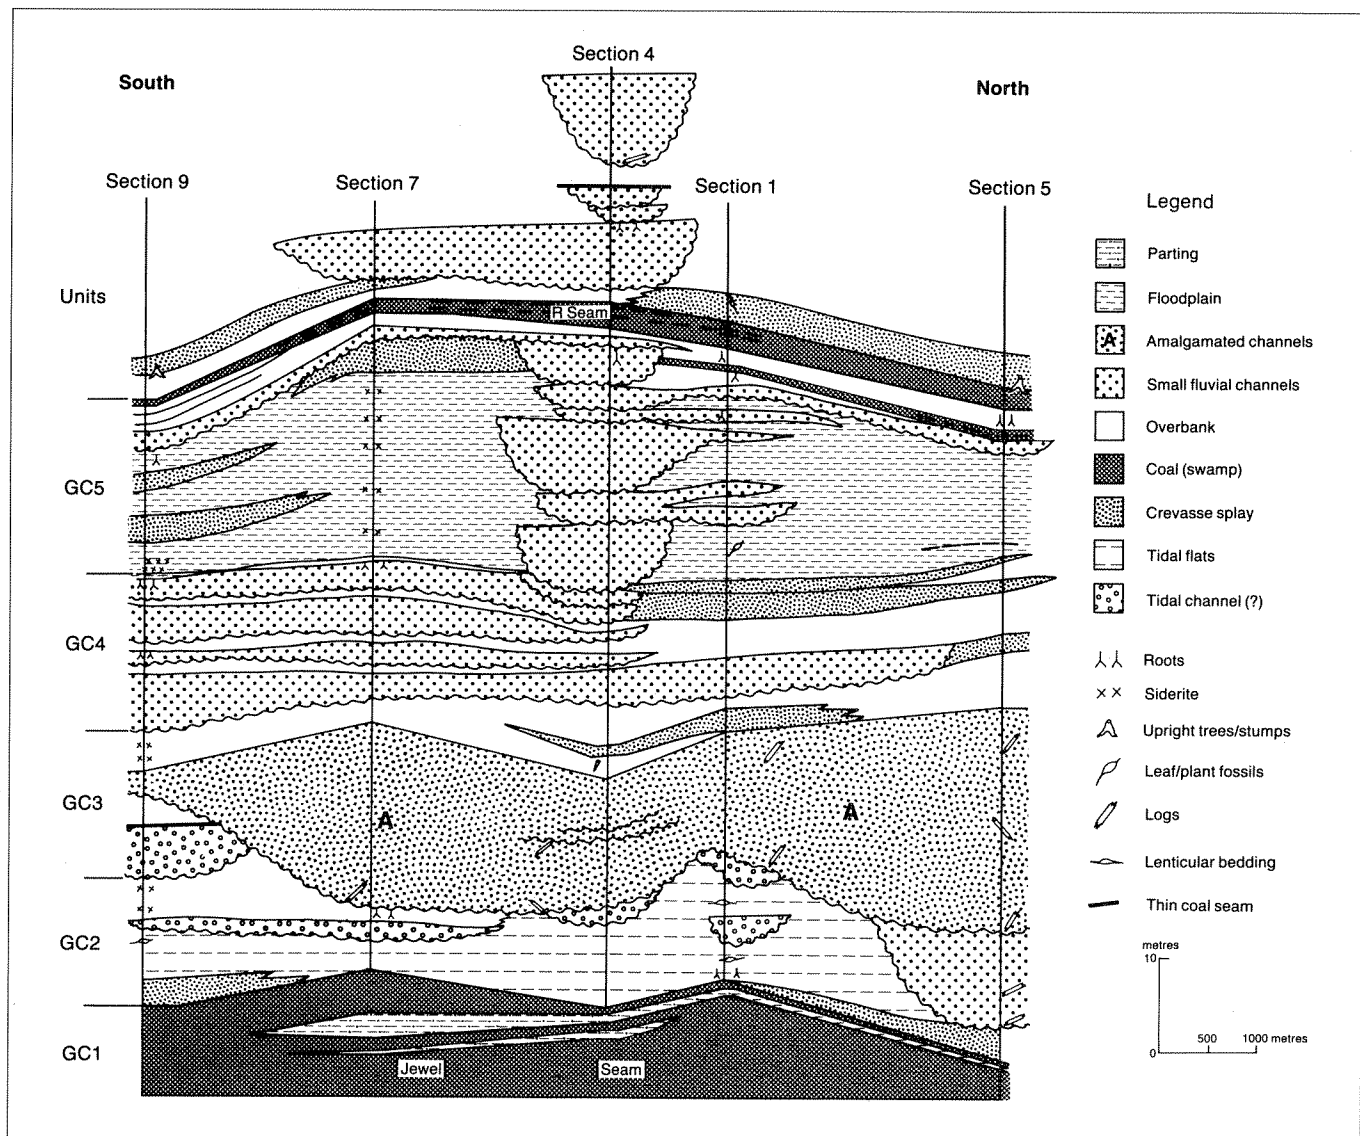 Section 4
South
North
Section 9
Section 7
Section 1
Section 5
Legend
Parting
Floodplain
A Amalgamated channels
Small fluvial channels
Overbank
Coal (swamp)
Crevasse splay
Tidal flats
Tidal channel (?)
Roots
Siderite
Upright trees/stumps
Leaf/plant fossils
Logs
Lenticular bedding
Thin coal seam
metres
10
0
500
1000 metres
Units
R Seam
GC5
GC4
GC3
A
A
GC2
GC1
Jewel
Seam